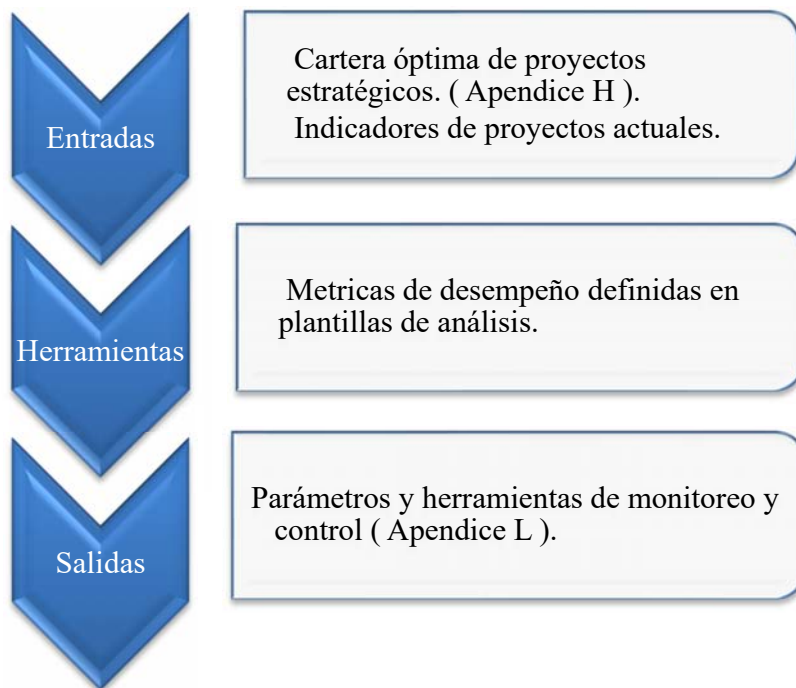 Entradas
Cartera óptima de proyectos
estratégicos. ( Apendice H ).
Indicadores de proyectos actuales.
Herramientas
Metricas de desempeño definidas en
plantillas de análisis.
Salidas
Parámetros y herramientas de monitoreo y
control ( Apendice L ).